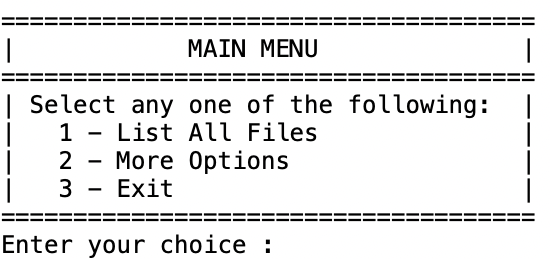 =====================================
|            MAIN MENU              |
=====================================
| Select any one of the following:  |
|   1 – List All Files              |
|   2 – More Options                |
|   3 – Exit                        |
=====================================
Enter your choice :